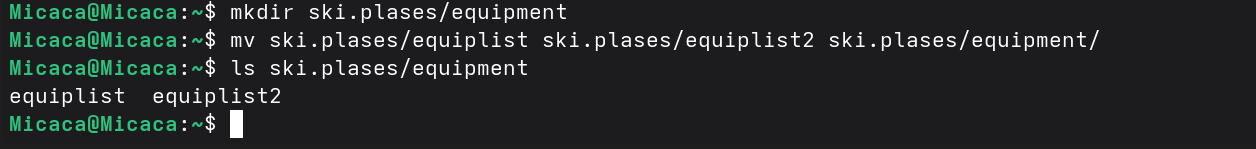 Micaca@Micaca:~$ mkdir ski.plases/equipment
Micaca@Micaca:~$ mv ski.plases/equiplist ski.plases/equiplist2 ski.plases/equipment/
Micaca@Micaca:~$ ls ski.plases/equipment
equiplist  equiplist2
Micaca@Micaca:~$